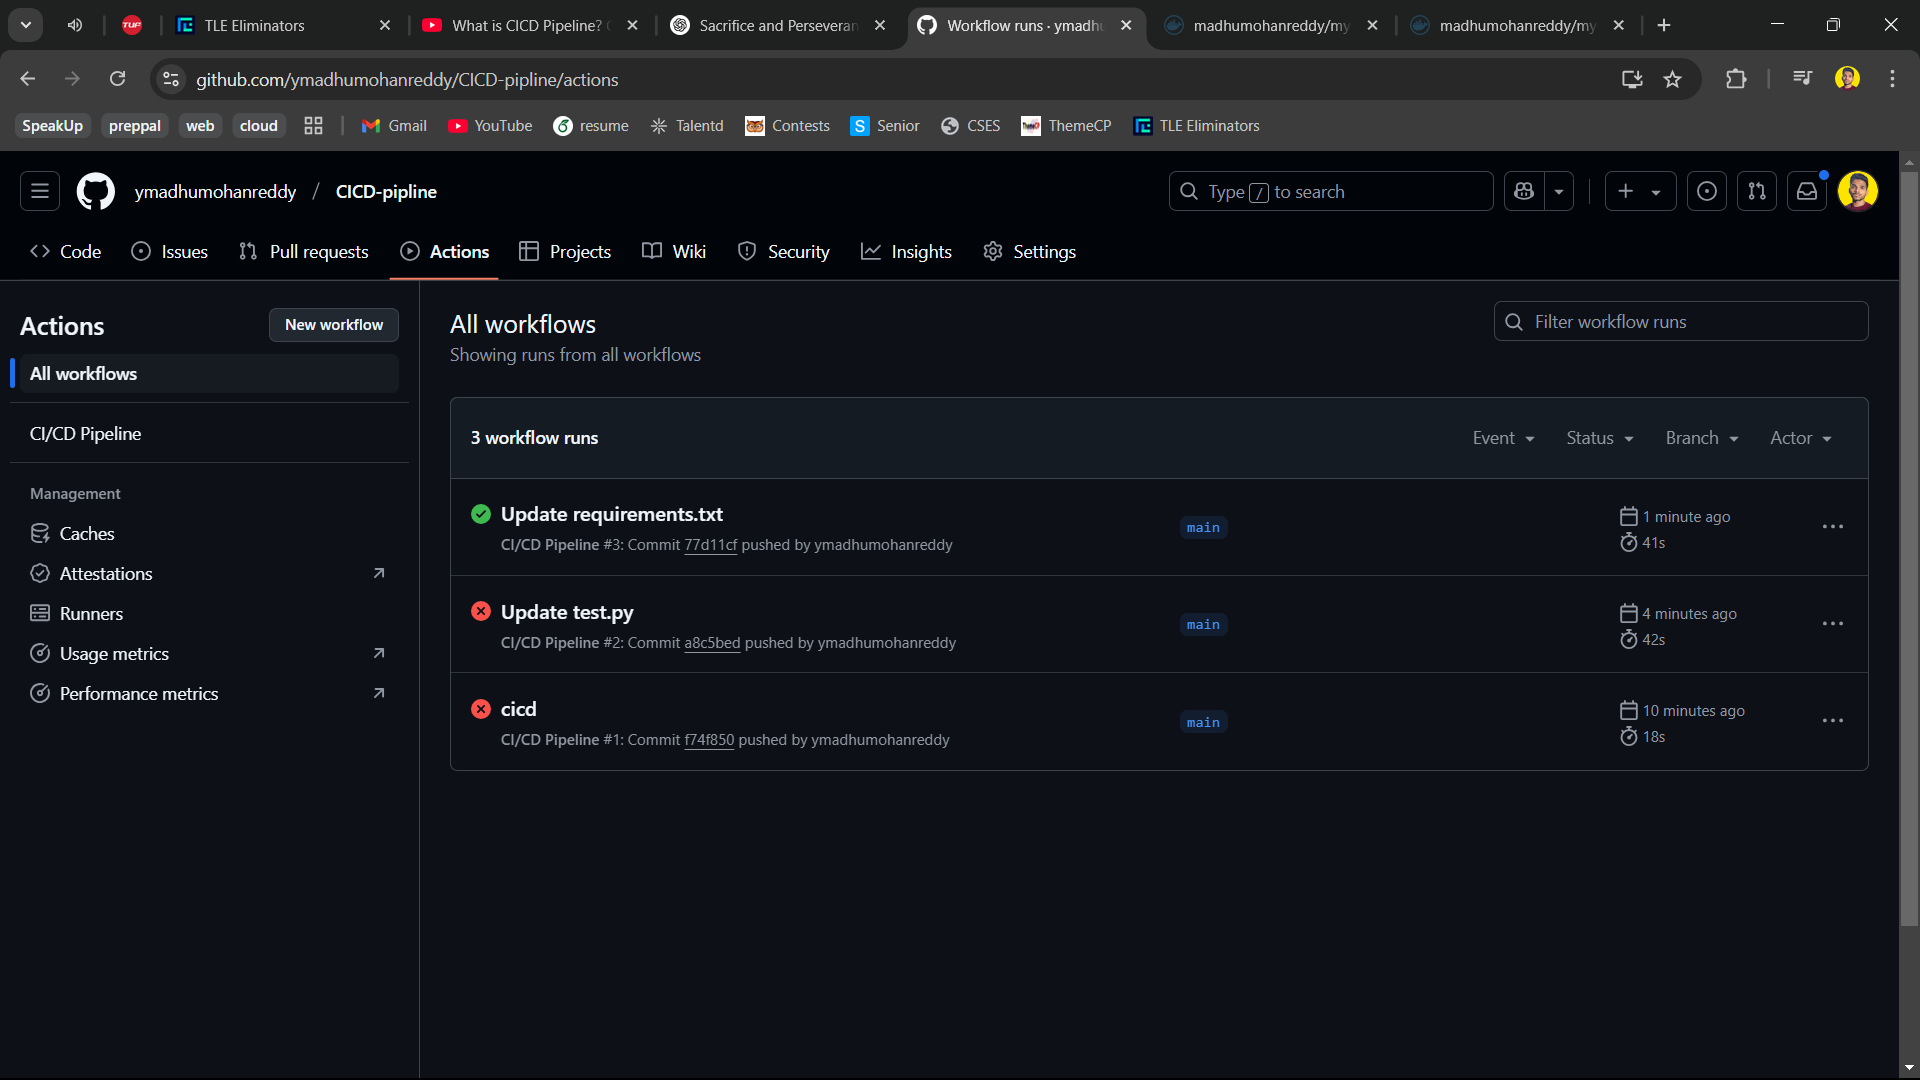 TLE Eliminators
What is CICD Pipeline?
Sacrifice and Perseveran
Workflow runs · ymadhu
madhumohanreddy/my
madhumohanreddy/my
github.com/ymadhumohanreddy/CICD-pipline/actions
SpeakUp preppal web cloud Gmail YouTube resume Talentd Contests Senior CSES ThemeCP TLE Eliminators
ymadhumohanreddy / CICD-pipline
Type / to search
Code Issues Pull requests Actions Projects Wiki Security Insights Settings
Actions
New workflow
All workflows
CI/CD Pipeline
Management
Caches
Attestations
Runners
Usage metrics
Performance metrics
All workflows
Showing runs from all workflows
Filter workflow runs
3 workflow runs
Event Status Branch Actor
Update requirements.txt
CI/CD Pipeline #3: Commit 77d11cf pushed by ymadhumohanreddy
main
1 minute ago
41s
Update test.py
CI/CD Pipeline #2: Commit a8c5bed pushed by ymadhumohanreddy
main
4 minutes ago
42s
cicd
CI/CD Pipeline #1: Commit f74f850 pushed by ymadhumohanreddy
main
10 minutes ago
18s